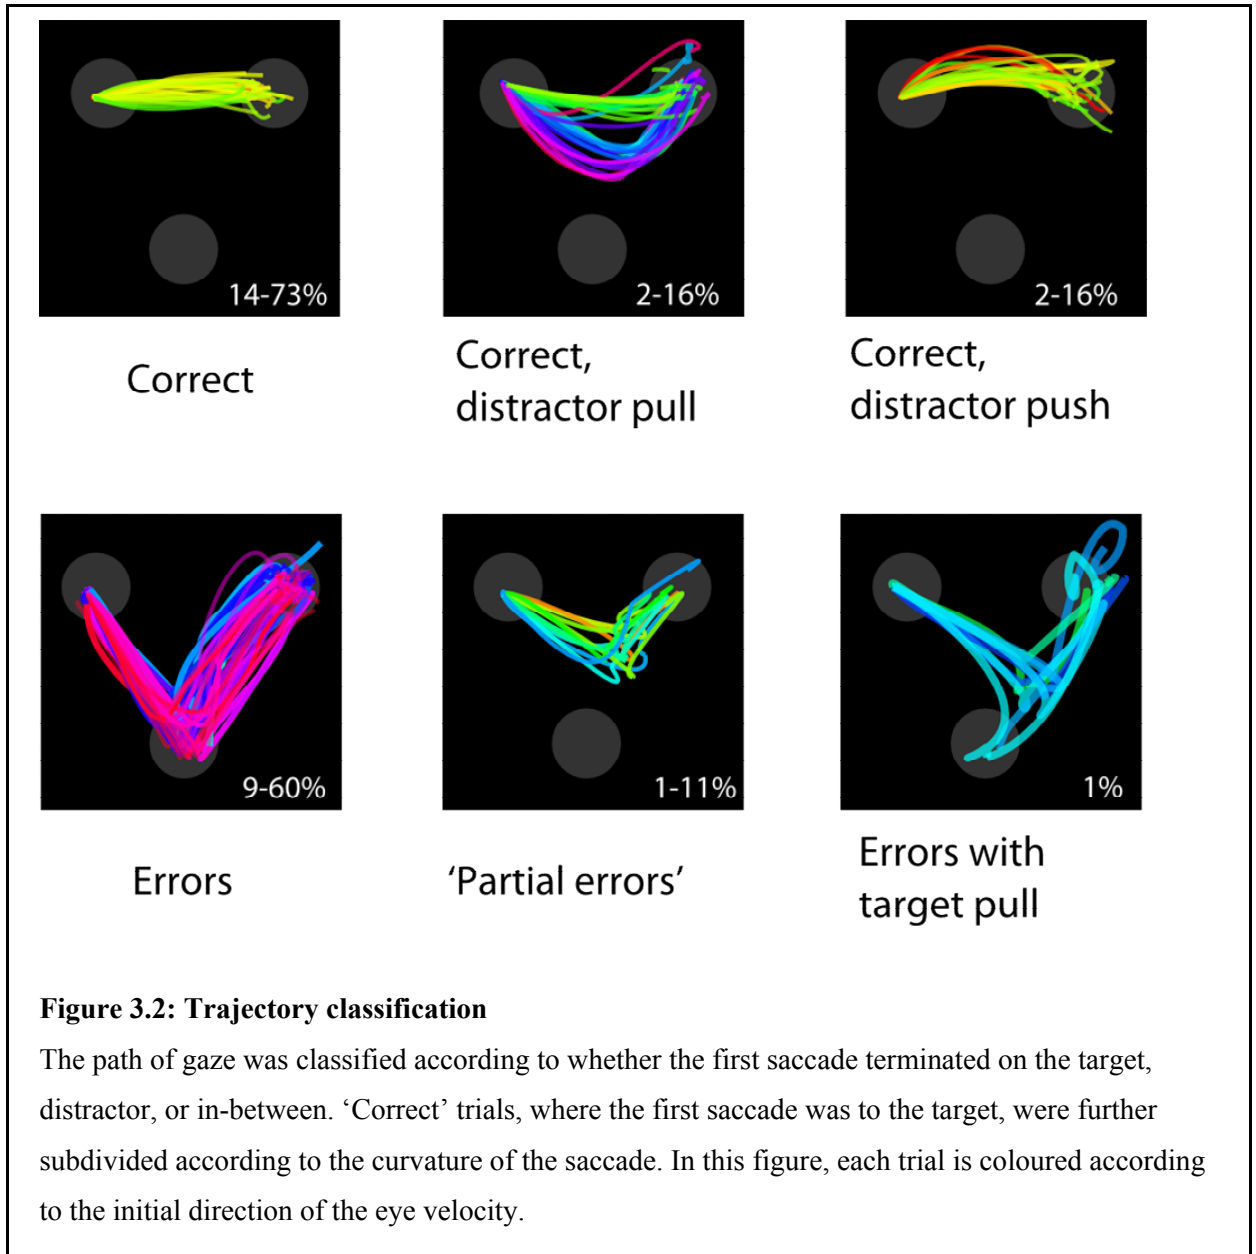 14-73%
2-16%
2-16%
Correct
Correct,
distractor pull
Correct,
distractor push
9-60%
1-11%
1%
Errors
‘Partial errors’
Errors with
target pull
Figure 3.2: Trajectory classification
The path of gaze was classified according to whether the first saccade terminated on the target,
distractor, or in-between. ‘Correct’ trials, where the first saccade was to the target, were further
subdivided according to the curvature of the saccade. In this figure, each trial is coloured according
to the initial direction of the eye velocity.